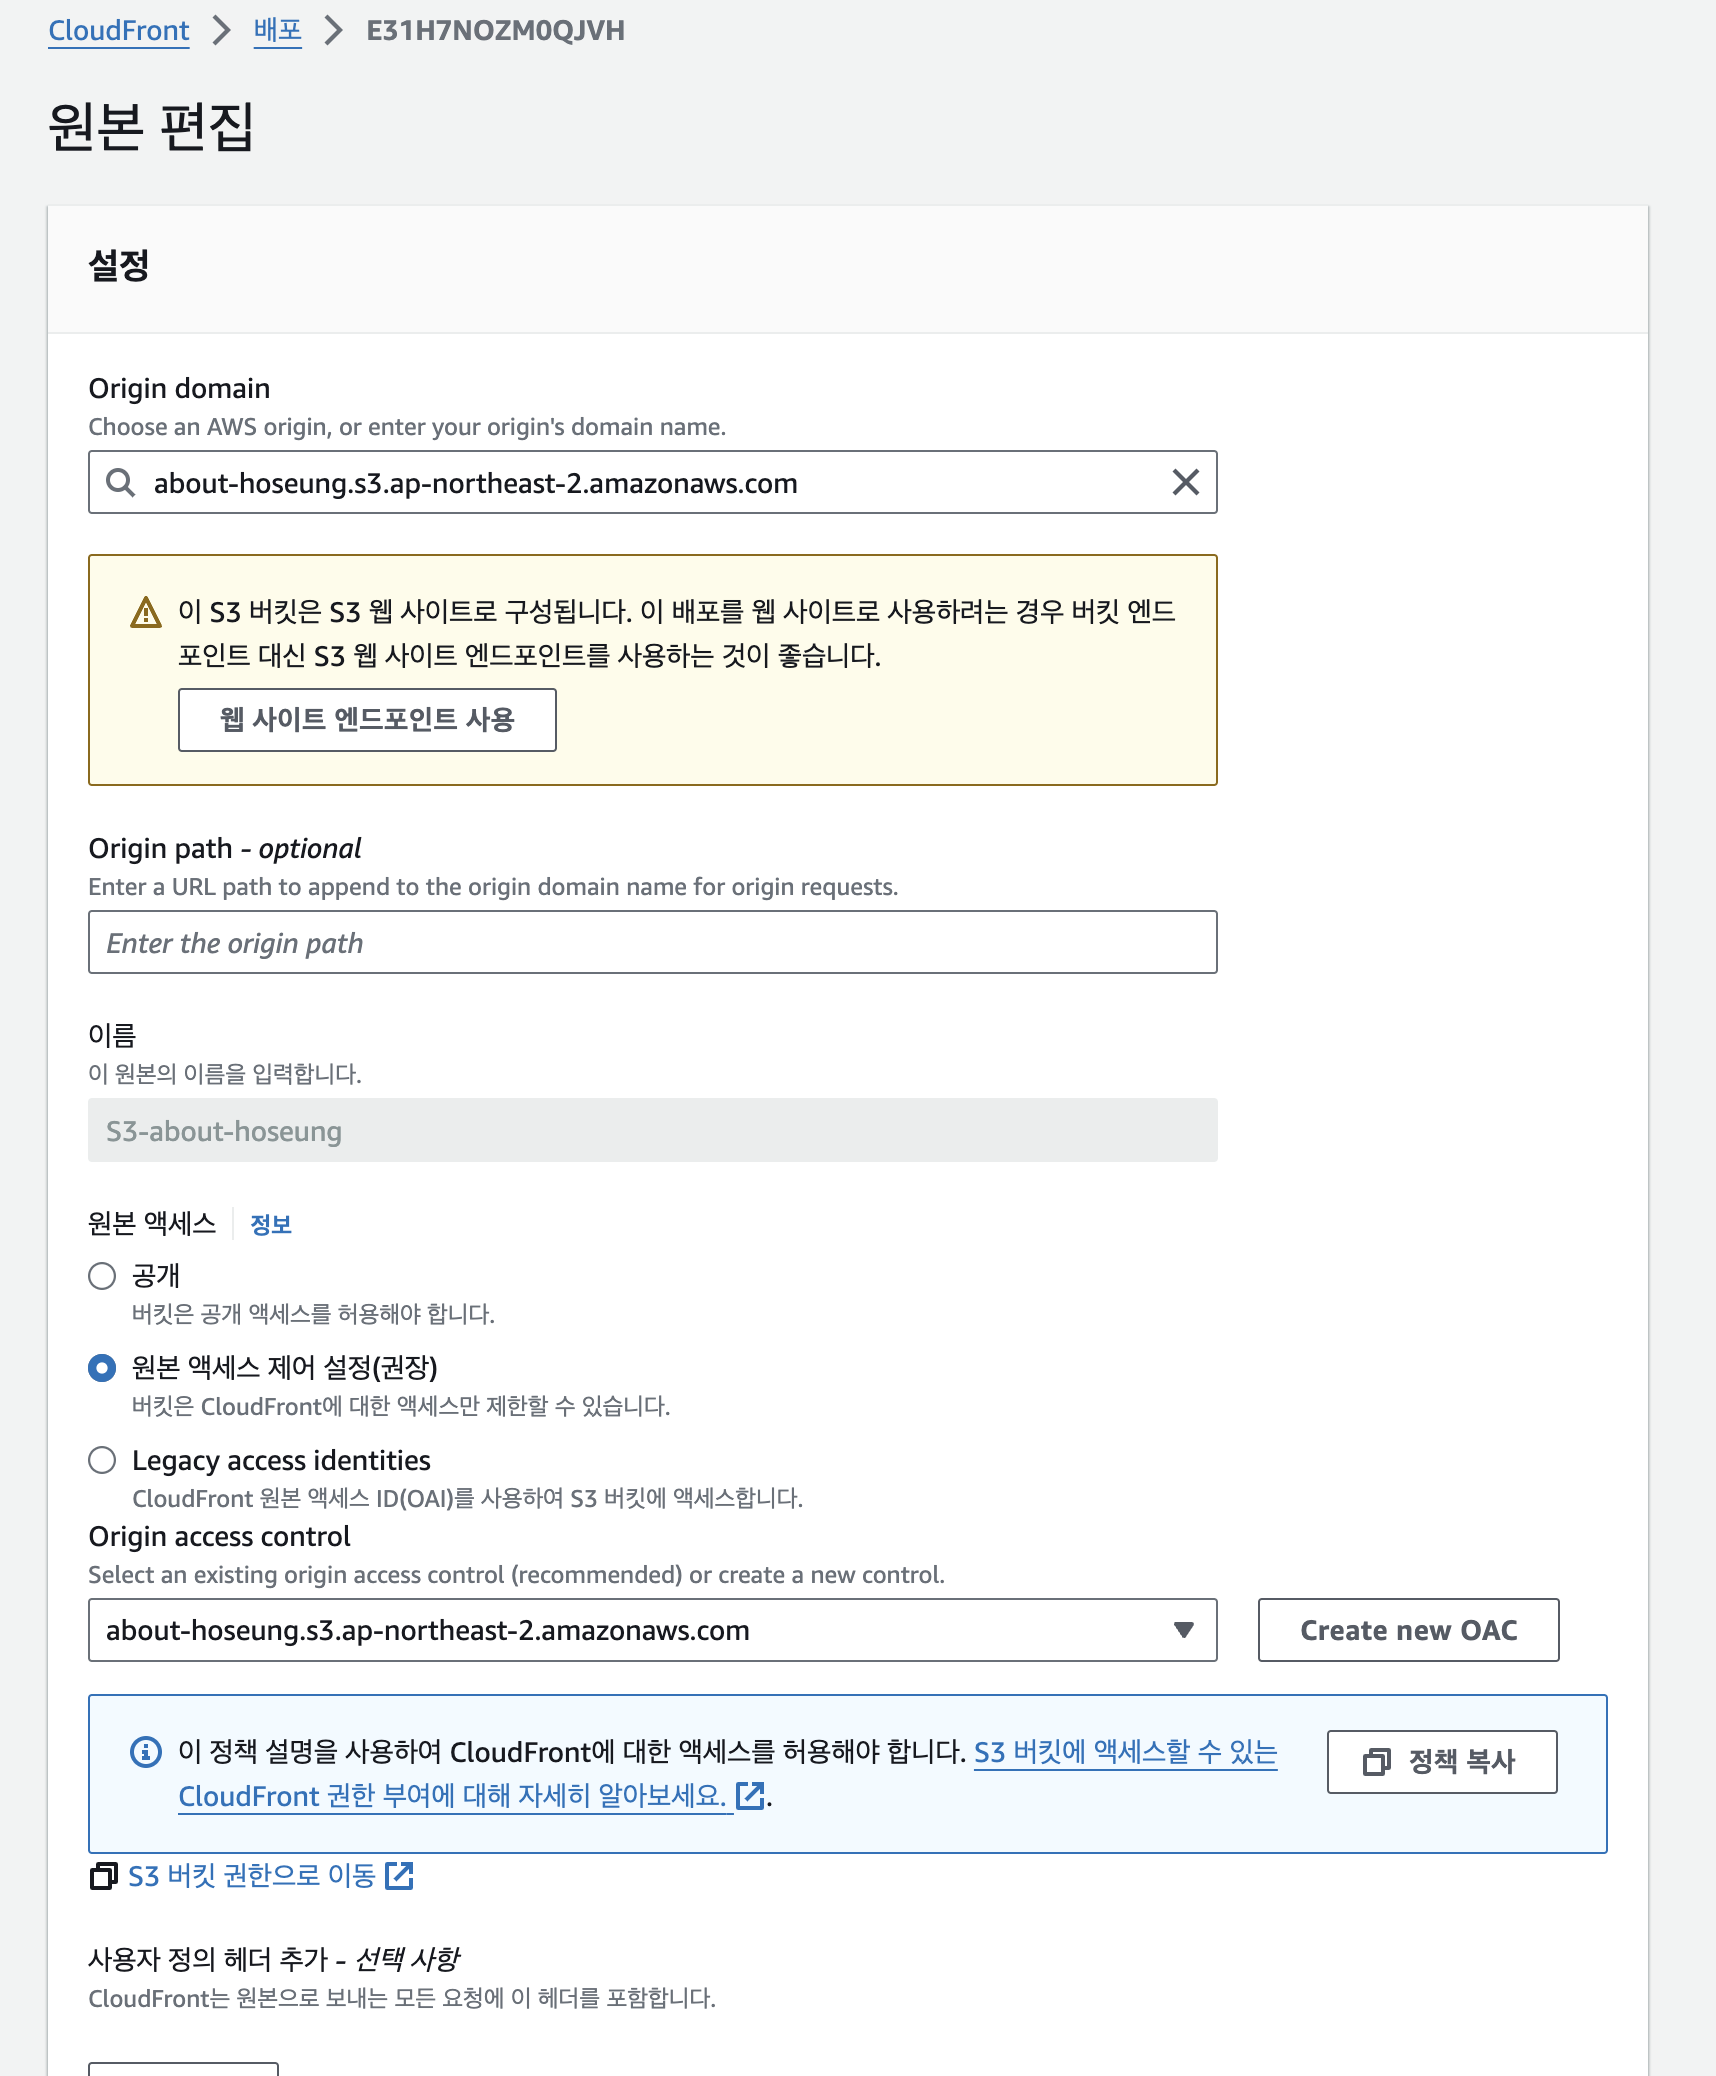 CloudFront > 배포 > E31H7NOZM0QJVH
원본 편집
설정
Origin domain
Choose an AWS origin, or enter your origin's domain name.
about-hoseung.s3.ap-northeast-2.amazonaws.com
이 S3 버킷은 S3 웹 사이트로 구성됩니다. 이 배포를 웹 사이트로 사용하려는 경우 버킷 엔드
포인트 대신 S3 웹 사이트 엔드포인트를 사용하는 것이 좋습니다.
웹 사이트 엔드포인트 사용
Origin path - optional
Enter a URL path to append to the origin domain name for origin requests.
Enter the origin path
이름
이 원본의 이름을 입력합니다.
S3-about-hoseung
원본 액세스 정보
공개
버킷은 공개 액세스를 허용해야 합니다.
원본 액세스 제어 설정(권장)
버킷은 CloudFront에 대한 액세스만 제한할 수 있습니다.
Legacy access identities
CloudFront 원본 액세스 ID(OAI)를 사용하여 S3 버킷에 액세스합니다.
Origin access control
Select an existing origin access control (recommended) or create a new control.
about-hoseung.s3.ap-northeast-2.amazonaws.com
Create new OAC
이 정책 설명을 사용하여 CloudFront에 대한 액세스를 허용해야 합니다. S3 버킷에 액세스할 수 있는
CloudFront 권한 부여에 대해 자세히 알아보세요. .
정책 복사
S3 버킷 권한으로 이동
사용자 정의 헤더 추가 - 선택 사항
CloudFront는 원본으로 보내는 모든 요청에 이 헤더를 포함합니다.